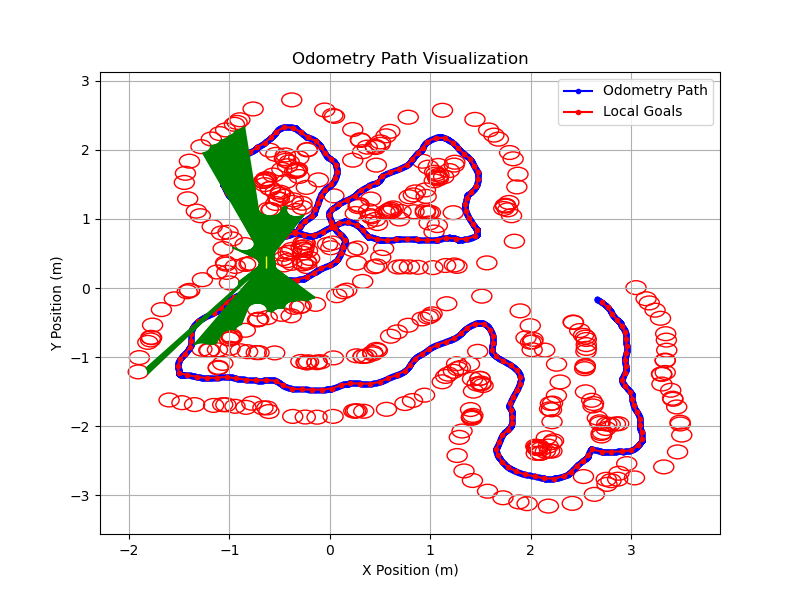 Odometry Path Visualization
Odometry Path
Local Goals
Y Position (m)
3
2
1
0
−1
−2
−3
−2
−1
0
1
2
3
X Position (m)